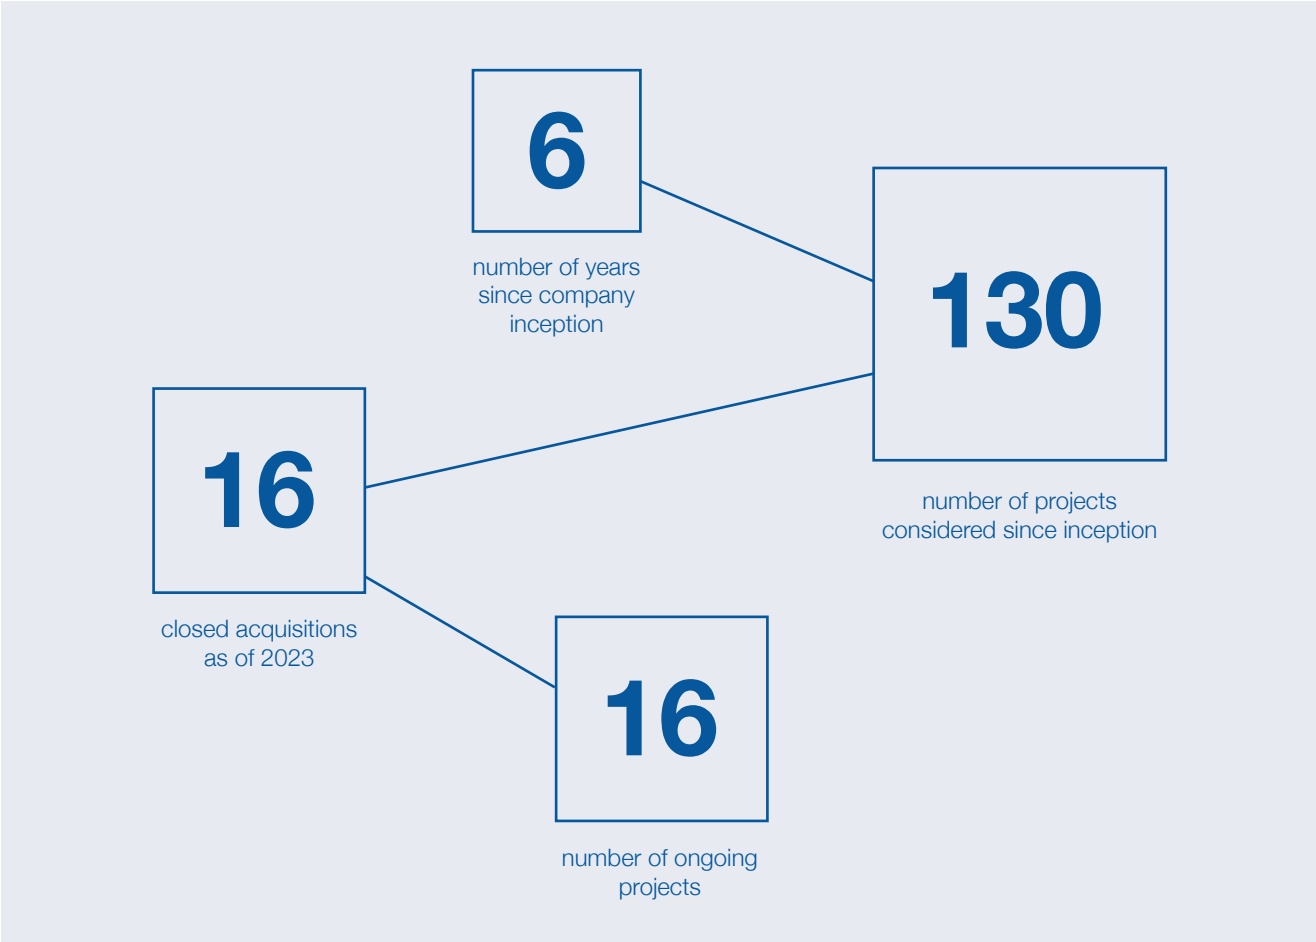 6
number of years
since company
inception
130
number of projects
considered since inception
16
closed acquisitions
as of 2023
16
number of ongoing
projects